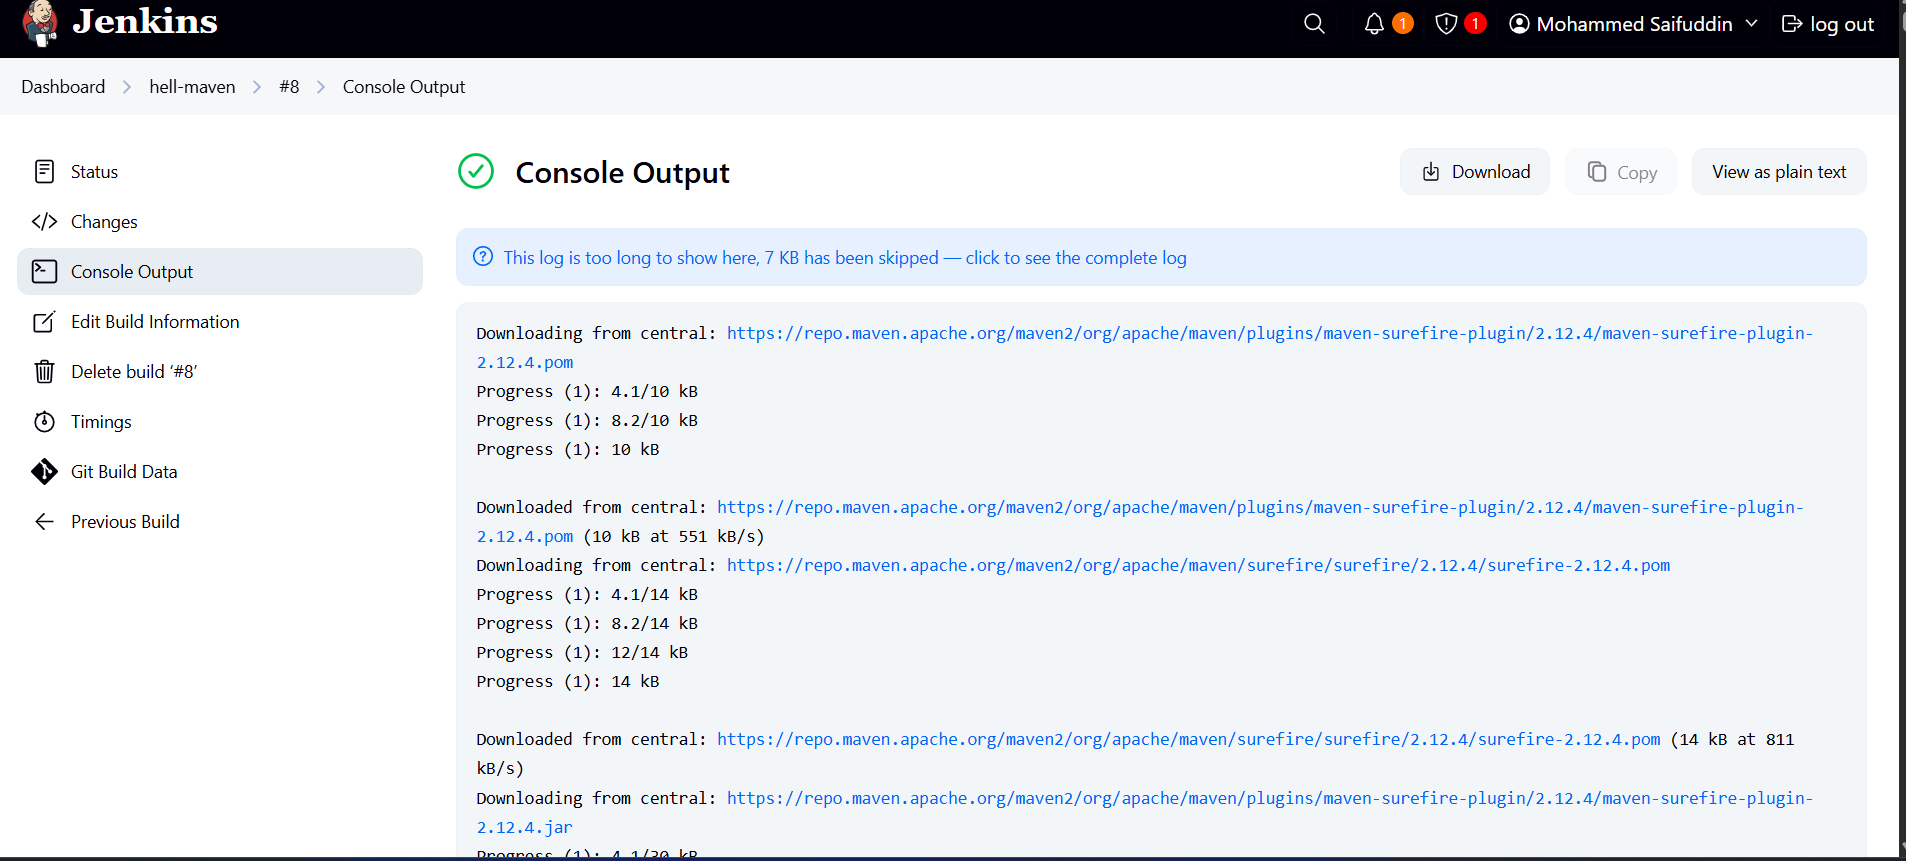 Jenkins
1
1
Mohammed Saifuddin
log out
Dashboard
hell-maven
#8
Console Output
Status
Changes
Console Output
Edit Build Information
Delete build ‘#8’
Timings
Git Build Data
Previous Build
Console Output
Download
Copy
View as plain text
This log is too long to show here, 7 KB has been skipped — click to see the complete log
Downloading from central: https://repo.maven.apache.org/maven2/org/apache/maven/plugins/maven-surefire-plugin/2.12.4/maven-surefire-plugin-
2.12.4.pom
Progress (1): 4.1/10 kB
Progress (1): 8.2/10 kB
Progress (1): 10 kB
Downloaded from central: https://repo.maven.apache.org/maven2/org/apache/maven/plugins/maven-surefire-plugin/2.12.4/maven-surefire-plugin-
2.12.4.pom (10 kB at 551 kB/s)
Downloading from central: https://repo.maven.apache.org/maven2/org/apache/maven/surefire/surefire/2.12.4/surefire-2.12.4.pom
Progress (1): 4.1/14 kB
Progress (1): 8.2/14 kB
Progress (1): 12/14 kB
Progress (1): 14 kB
Downloaded from central: https://repo.maven.apache.org/maven2/org/apache/maven/surefire/surefire/2.12.4/surefire-2.12.4.pom (14 kB at 811
kB/s)
Downloading from central: https://repo.maven.apache.org/maven2/org/apache/maven/plugins/maven-surefire-plugin/2.12.4/maven-surefire-plugin-
2.12.4.jar
Progress (1): 4.1/30 kB